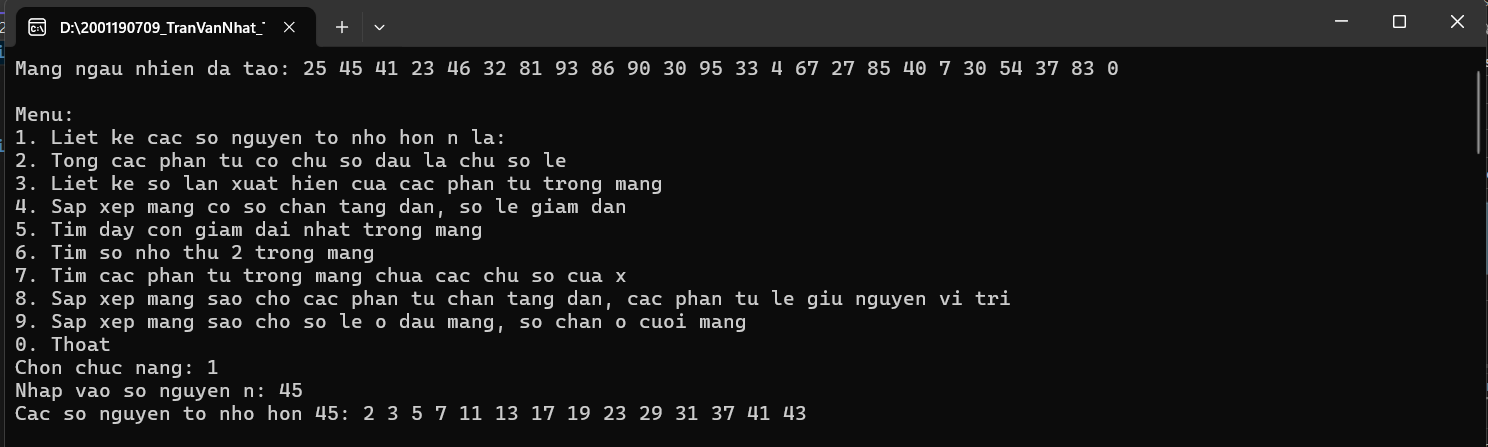 D:\2001190709_TranVanNhat_
Mang ngau nhien da tao: 25 45 41 23 46 32 81 93 86 90 30 95 33 4 67 27 85 40 7 30 54 37 83 0
Menu:
1. Liet ke cac so nguyen to nho hon n la:
2. Tong cac phan tu co chu so dau la chu so le
3. Liet ke so lan xuat hien cua cac phan tu trong mang
4. Sap xep mang co so chan tang dan, so le giam dan
5. Tim day con giam dai nhat trong mang
6. Tim so nho thu 2 trong mang
7. Tim cac phan tu trong mang chua cac chu so cua x
8. Sap xep mang sao cho cac phan tu chan tang dan, cac phan tu le giu nguyen vi tri
9. Sap xep mang sao cho so le o dau mang, so chan o cuoi mang
0. Thoat
Chon chuc nang: 1
Nhap vao so nguyen n: 45
Cac so nguyen to nho hon 45: 2 3 5 7 11 13 17 19 23 29 31 37 41 43